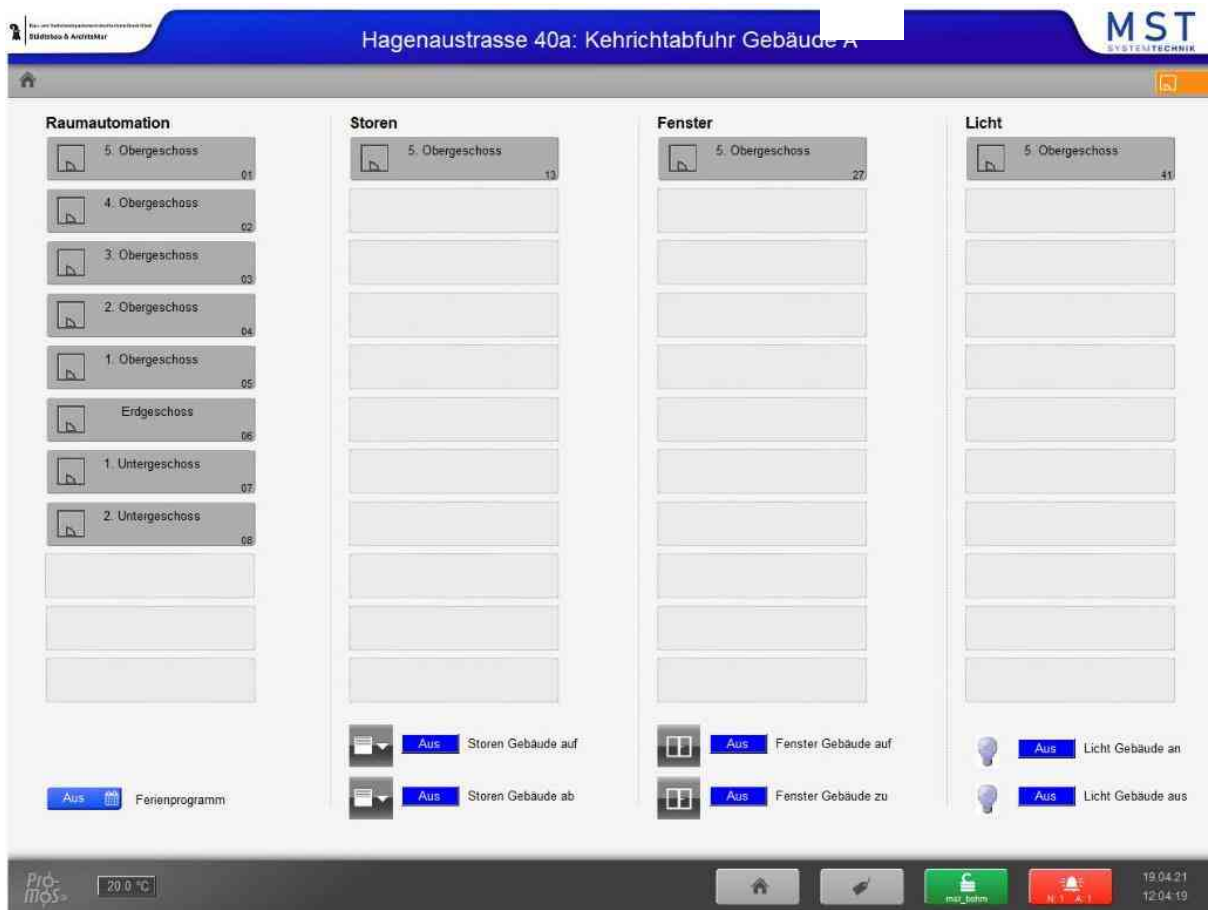 Städtebau & Architektur
Hagenaustrasse 40a: Kehrichtabfuhr Gebäude A
MST
SYSTEMTECHNIK
Raumautomation
5. Obergeschoss
01
4. Obergeschoss
02
3. Obergeschoss
03
2. Obergeschoss
04
1. Obergeschoss
05
Erdgeschoss
06
1. Untergeschoss
07
2. Untergeschoss
08
Aus Ferienprogramm
Storen
5. Obergeschoss
13
Aus Storen Gebäude auf
Aus Storen Gebäude ab
Fenster
5. Obergeschoss
27
Aus Fenster Gebäude auf
Aus Fenster Gebäude zu
Licht
5. Obergeschoss
41
Aus Licht Gebäude an
Aus Licht Gebäude aus
Pro-
mos
20.0 °C
N: 1 A: 1
19.04.21
12:04:19